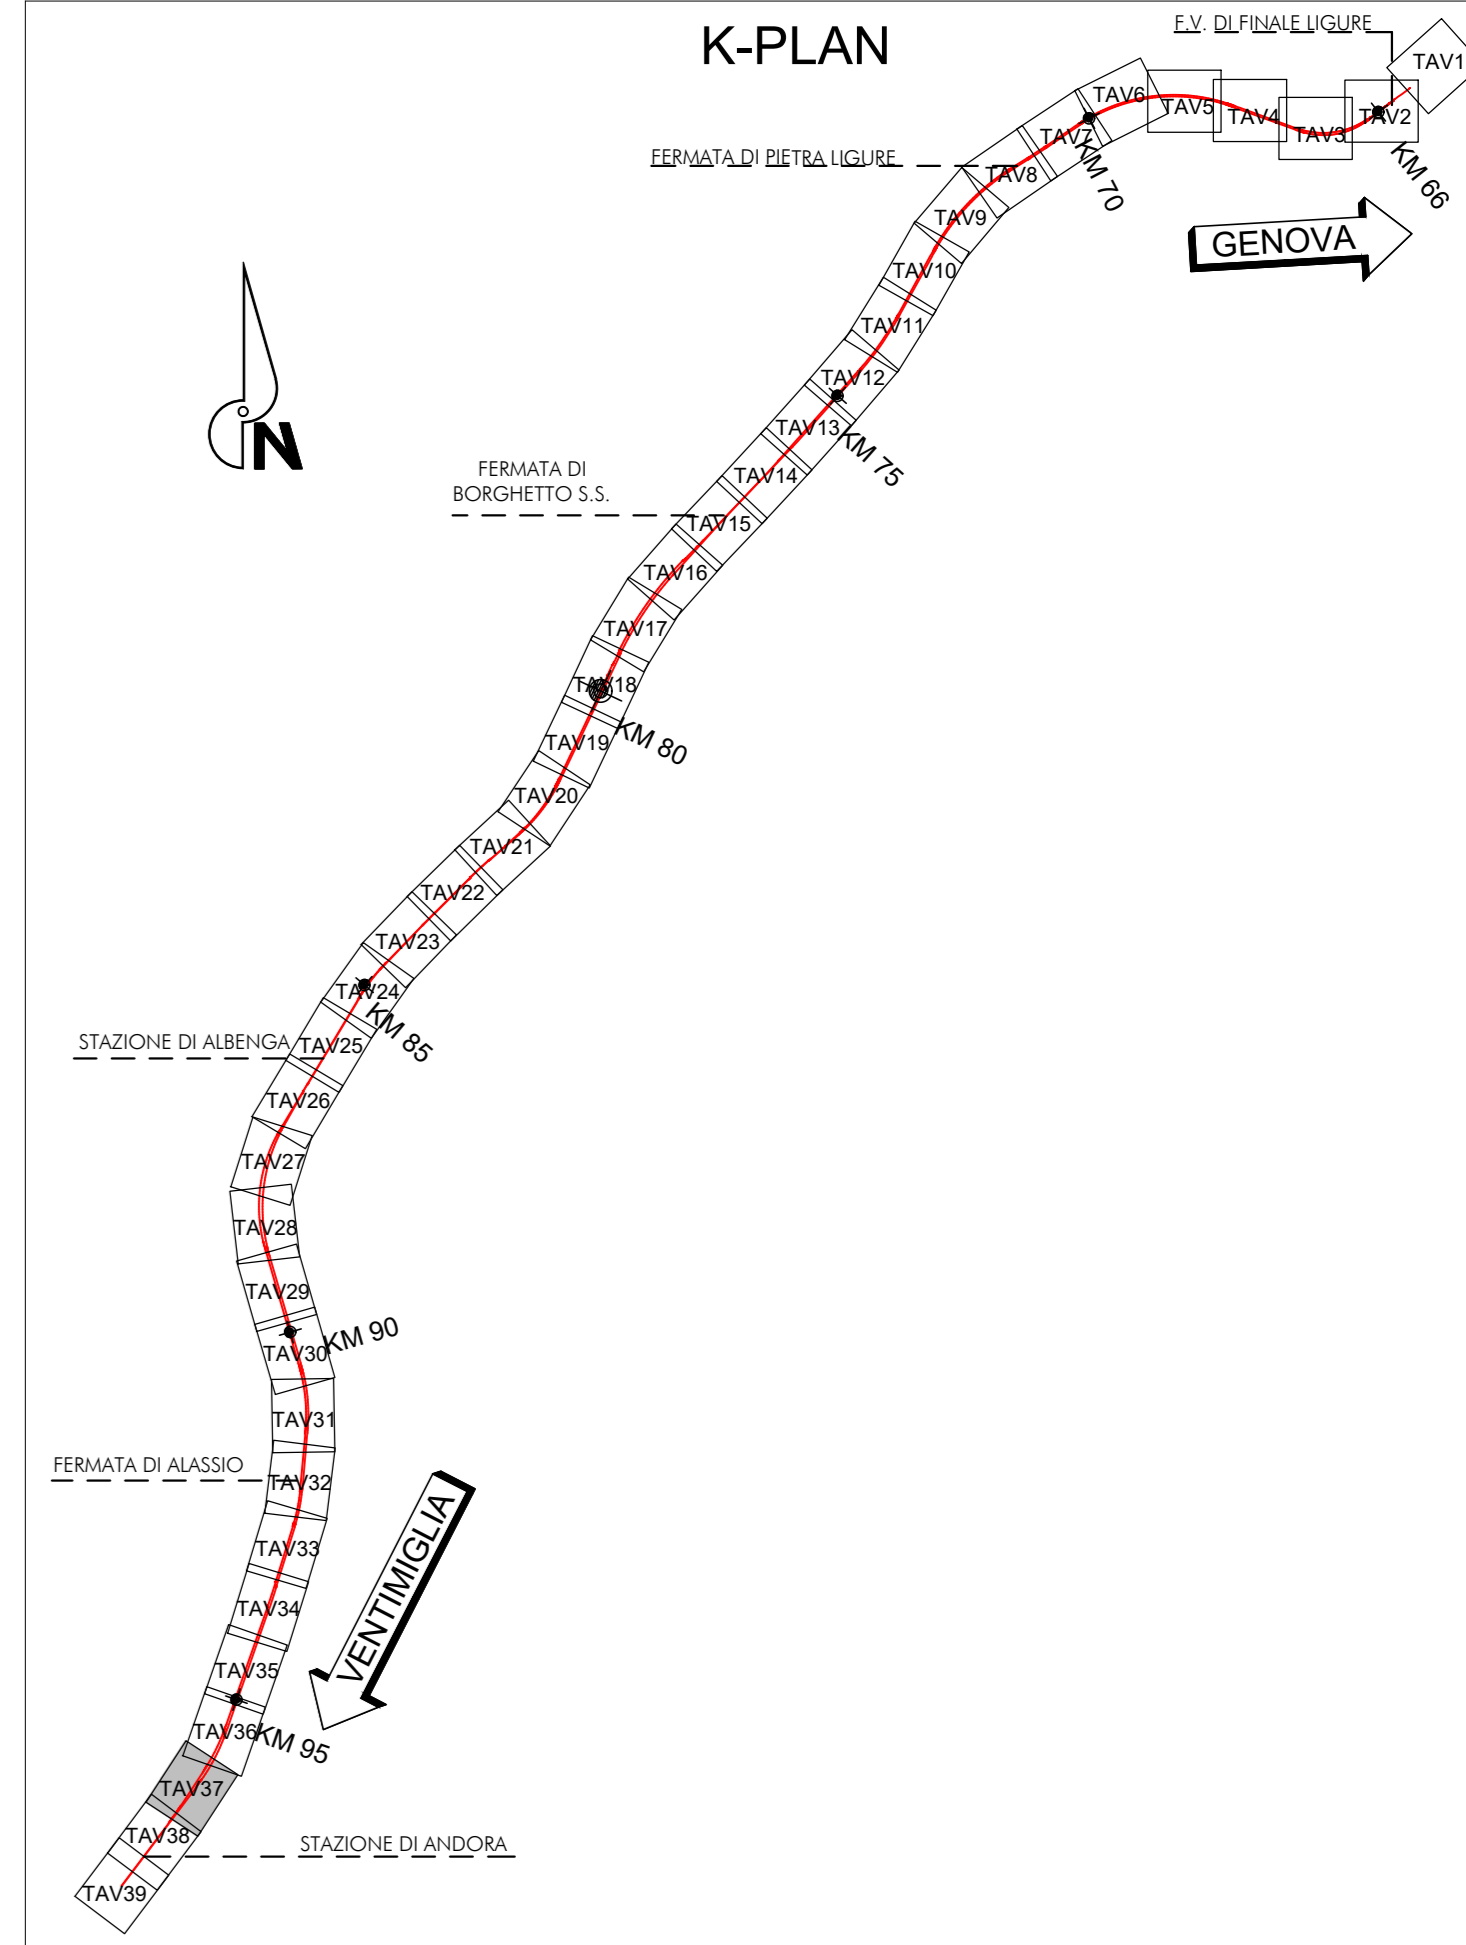 K-PLAN
F.V. DI FINALE LIGURE
TAV1
TAV2
TAV3
TAV4
TAV5
TAV6
KM 66
TAV7
KM 70
FERMATA DI PIETRA LIGURE
TAV8
GENOVA
TAV9
TAV10
TAV11
TAV12
KM 75
TAV13
N
FERMATA DI
BORGHETTO S.S.
TAV14
TAV15
TAV16
TAV17
TAV18
KM 80
TAV19
TAV20
TAV21
TAV22
TAV23
TAV24
KM 85
STAZIONE DI ALBENGA
TAV25
TAV26
TAV27
TAV28
TAV29
KM 90
TAV30
TAV31
FERMATA DI ALASSIO
TAV32
VENTIMIGLIA
TAV33
TAV34
TAV35
TAV36
KM 95
TAV37
TAV38
STAZIONE DI ANDORA
TAV39